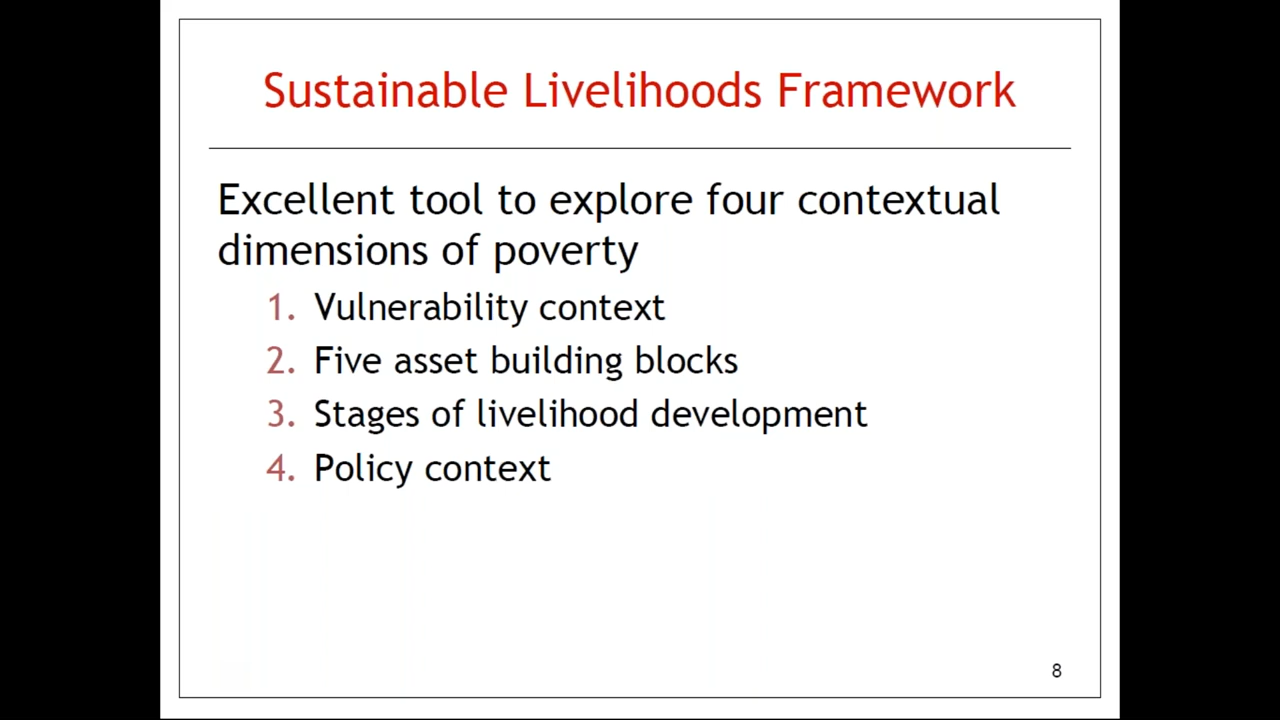 Sustainable Livelihoods Framework
Excellent tool to explore four contextual
dimensions of poverty
1. Vulnerability context
2. Five asset building blocks
3. Stages of livelihood development
4. Policy context
8